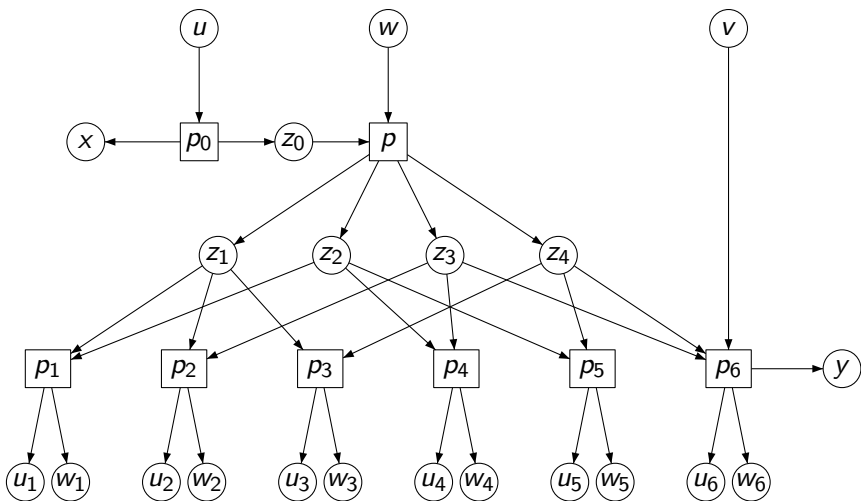 u w v
x p₀ z₀ p
z₁ z₂ z₃ z₄
p₁ p₂ p₃ p₄ p₅ p₆ y
u₁ w₁ u₂ w₂ u₃ w₃ u₄ w₄ u₅ w₅ u₆ w₆